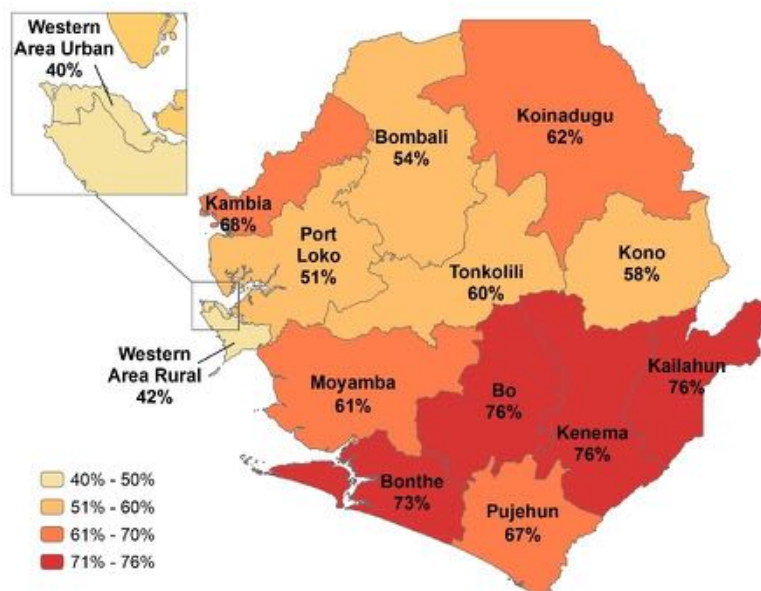 Western
Area Urban
40%
Koinadugu
62%
Bombali
54%
Kambia
68%
Port
Loko
51%
Kono
58%
Tonkolili
60%
Western
Area Rural
42%
Moyamba
61%
Bo
76%
Kailahun
76%
Kenema
76%
Bonthe
73%
Pujehun
67%
40% - 50%
51% - 60%
61% - 70%
71% - 76%